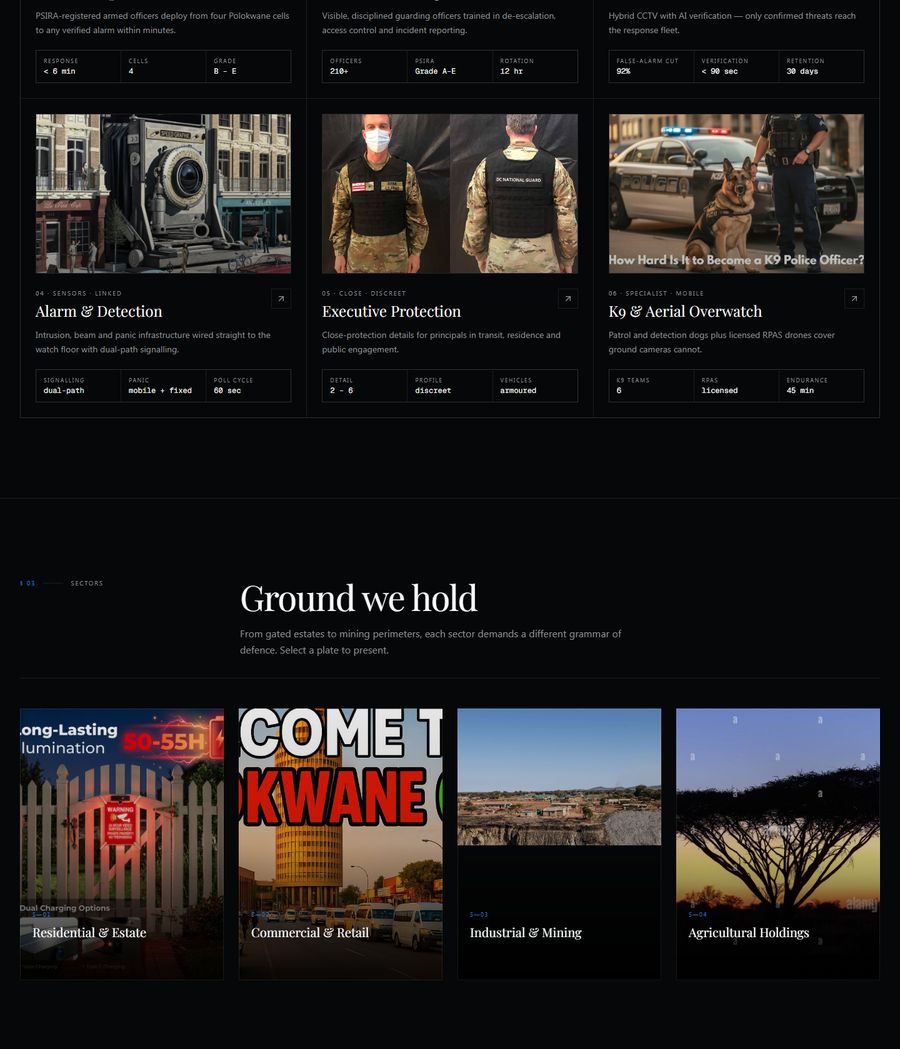 PSIRA-registered armed officers deploy from four Polokwane cells
to any verified alarm within minutes.
RESPONSE
< 6 min
CELLS
4
GRADE
B – E
Visible, disciplined guarding officers trained in de-escalation,
access control and incident reporting.
OFFICERS
210+
PSIRA
Grade A-E
ROTATION
12 hr
Hybrid CCTV with AI verification — only confirmed threats reach
the response fleet.
FALSE-ALARM CUT
92%
VERIFICATION
< 90 sec
RETENTION
30 days
SPEED GRAPHIC
04 · SENSORS · LINKED
Alarm & Detection
Intrusion, beam and panic infrastructure wired straight to the
watch floor with dual-path signalling.
SIGNALLING
dual-path
PANIC
mobile + fixed
POLL CYCLE
60 sec
DC NATIONAL GUARD
05 · CLOSE · DISCREET
Executive Protection
Close-protection details for principals in transit, residence and
public engagement.
DETAIL
2 – 6
PROFILE
discreet
VEHICLES
armoured
How Hard Is It to Become a K9 Police Officer?
06 · SPECIALIST · MOBILE
K9 & Aerial Overwatch
Patrol and detection dogs plus licensed RPAS drones cover
ground cameras cannot.
K9 TEAMS
6
RPAS
licensed
ENDURANCE
45 min
§ 03
SECTORS
Ground we hold
From gated estates to mining perimeters, each sector demands a different grammar of
defence. Select a plate to present.
ong-Lasting
lumination
50-55H
WARNING
Dual Charging Options
S—01
Residential & Estate
COME T
OKWANE
S—02
Commercial & Retail
S—03
Industrial & Mining
a a
a a
a
alamy
S—04
Agricultural Holdings